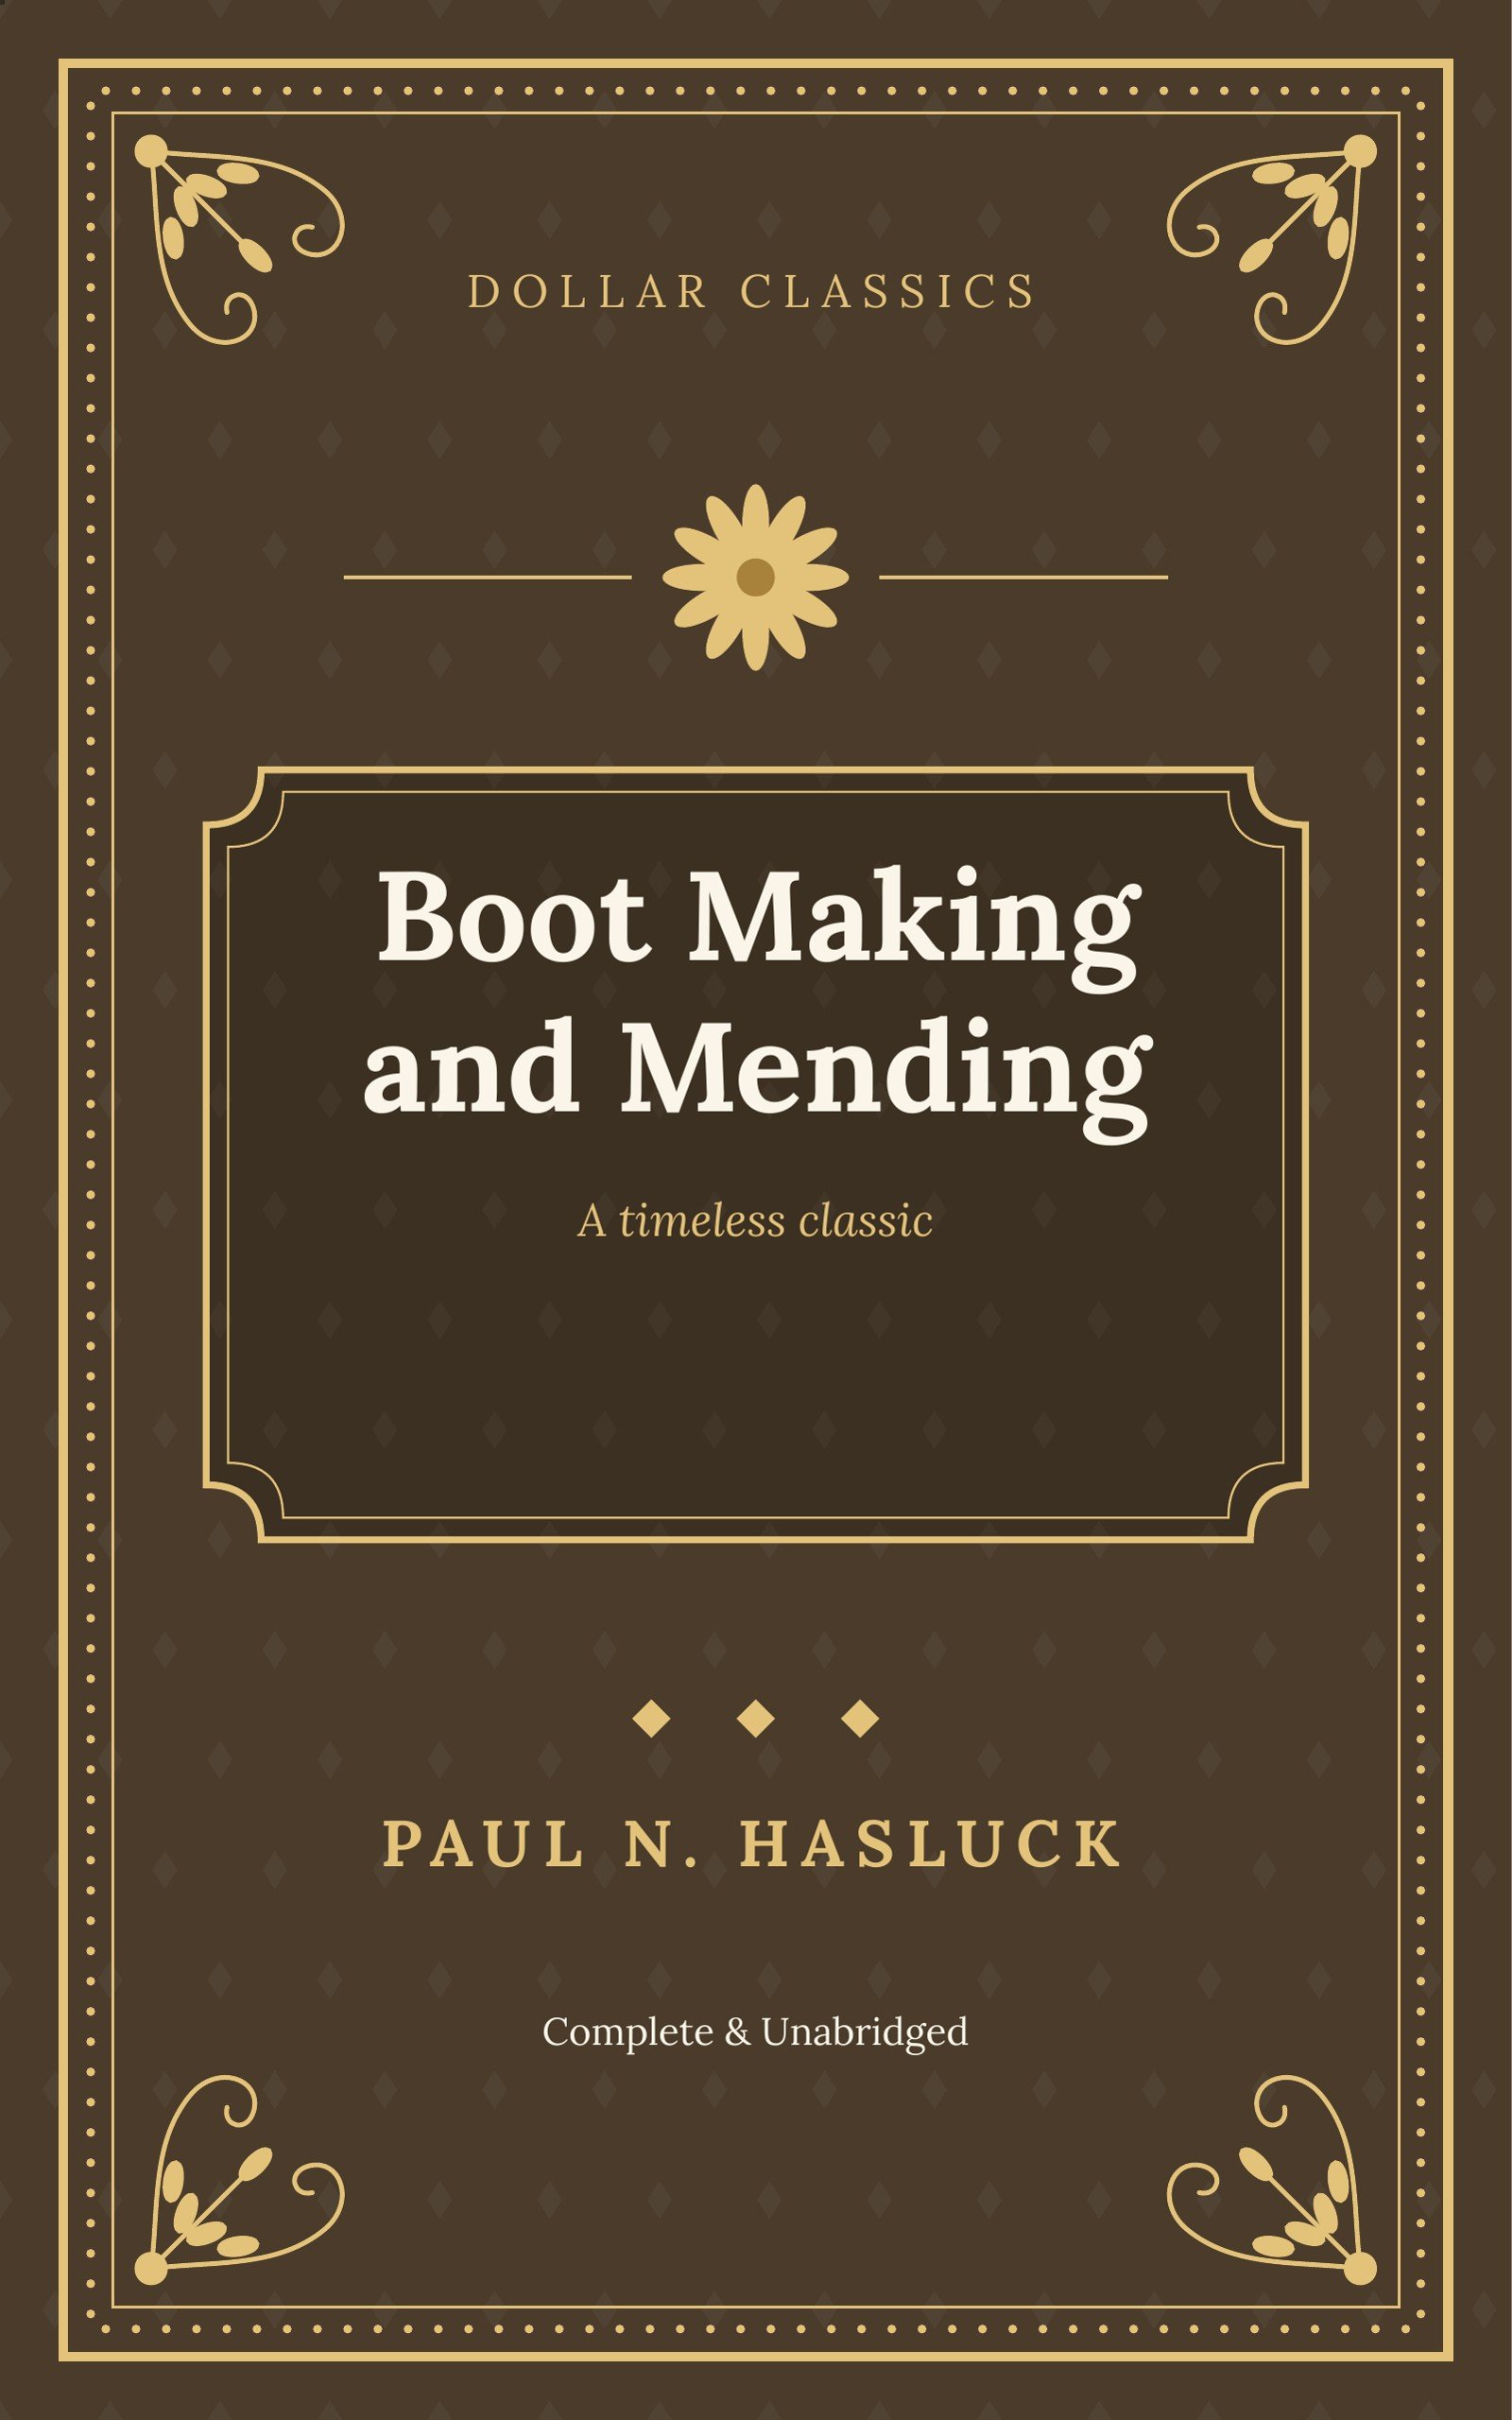 DOLLAR CLASSICS
Boot Making
and Mending
A timeless classic
PAUL N. HASLUCK
Complete & Unabridged